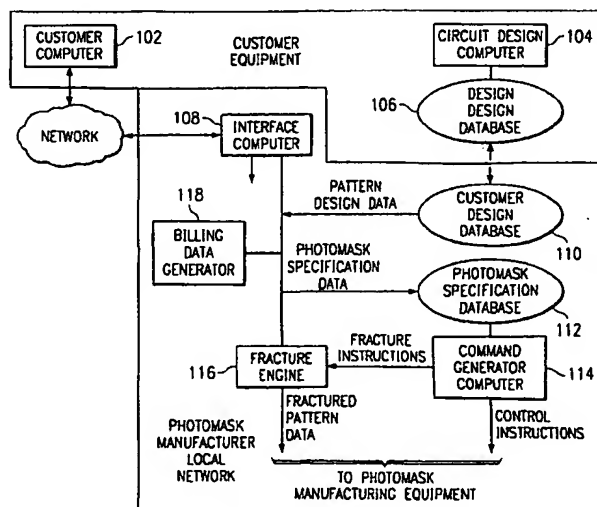 CUSTOMER
COMPUTER
102
CUSTOMER
EQUIPMENT
CIRCUIT DESIGN
COMPUTER
104
106
DESIGN
DESIGN
DATABASE
NETWORK
108
INTERFACE
COMPUTER
PATTERN
DESIGN DATA
CUSTOMER
DESIGN
DATABASE
110
118
BILLING
DATA
GENERATOR
PHOTOMASK
SPECIFICATION
DATA
PHOTOMASK
SPECIFICATION
DATABASE
112
FRACTURE
INSTRUCTIONS
116
FRACTURE
ENGINE
COMMAND
GENERATOR
COMPUTER
114
PHOTOMASK
MANUFACTURER
LOCAL
NETWORK
FRACTURED
PATTERN
DATA
CONTROL
INSTRUCTIONS
TO PHOTOMASK
MANUFACTURING EQUIPMENT